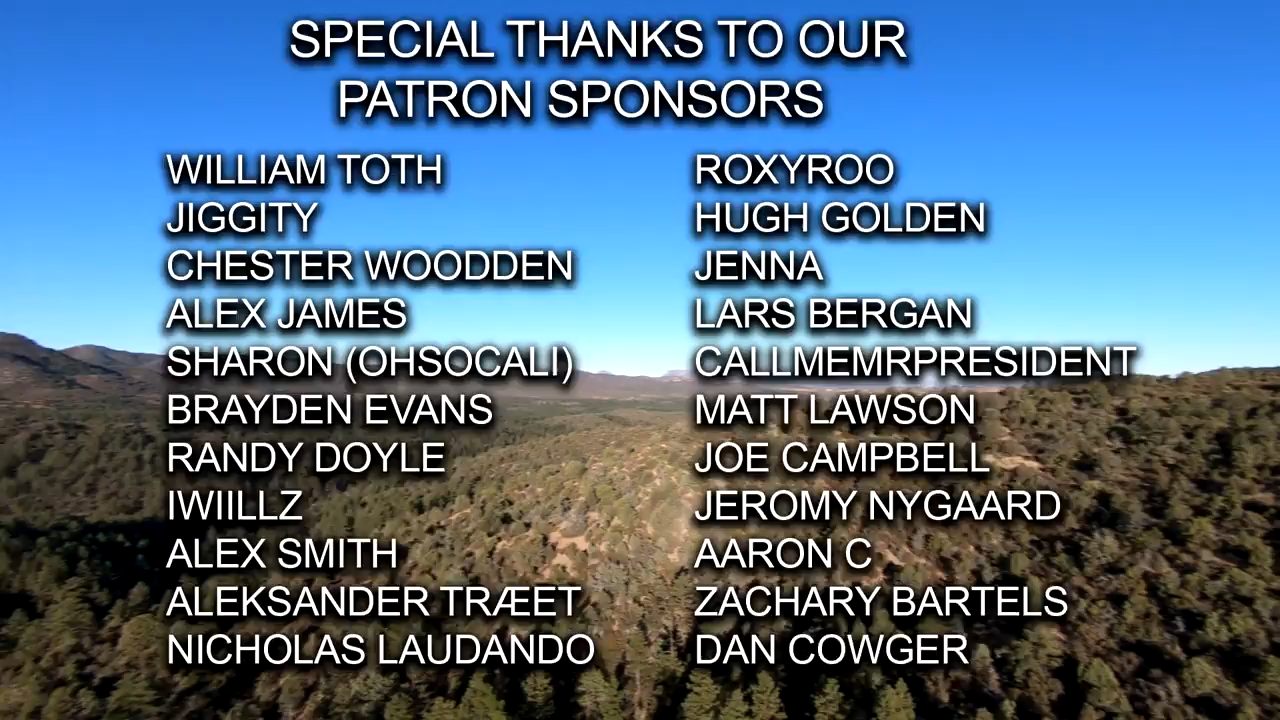 SPECIAL THANKS TO OUR
PATRON SPONSORS
WILLIAM TOTH
JIGGITY
CHESTER WOODDEN
ALEX JAMES
SHARON (OHSOCALI)
BRAYDEN EVANS
RANDY DOYLE
IWIILLZ
ALEX SMITH
ALEKSANDER TRÆET
NICHOLAS LAUDANDO
ROXYROO
HUGH GOLDEN
JENNA
LARS BERGAN
CALLMEMRPRESIDENT
MATT LAWSON
JOE CAMPBELL
JEROMY NYGAARD
AARON C
ZACHARY BARTELS
DAN COWGER